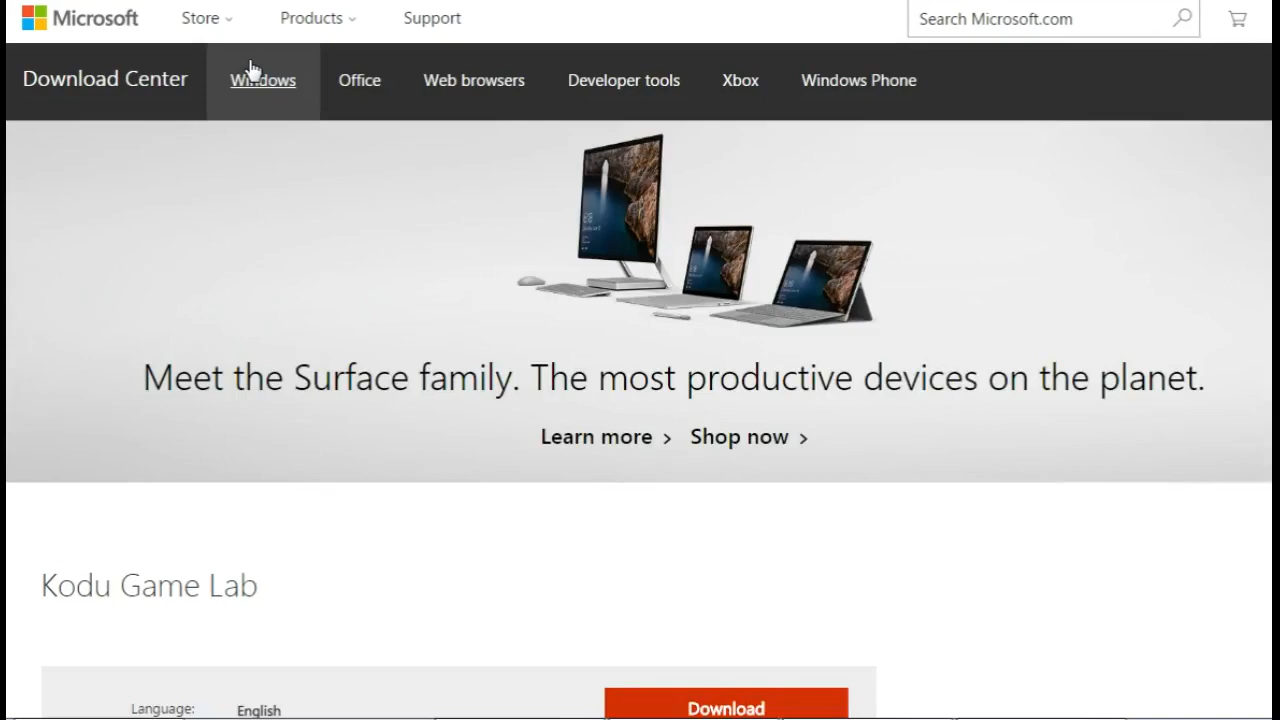 Microsoft Store Products Support Search Microsoft.com
Download Center Windows Office Web browsers Developer tools Xbox Windows Phone
Meet the Surface family. The most productive devices on the planet.
Learn more > Shop now >
Kodu Game Lab
Language: English Download